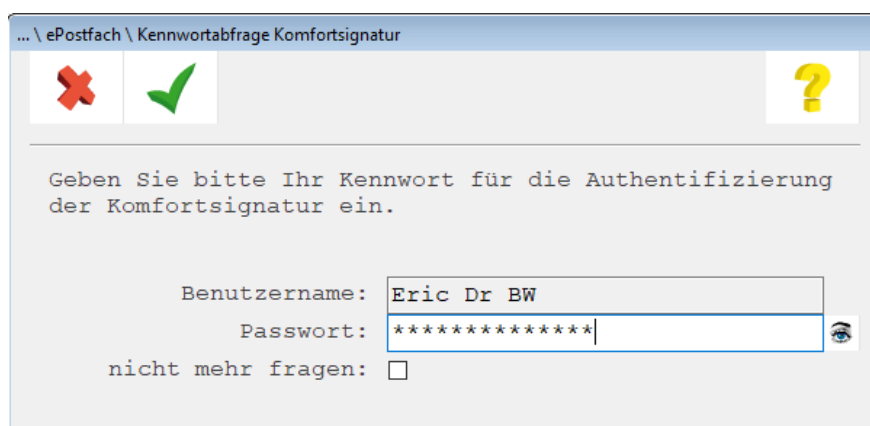 ... \ ePostfach \ Kennwortabfrage Komfortsignatur
Geben Sie bitte Ihr Kennwort für die Authentifizierung
der Komfortsignatur ein.
Benutzername: Eric Dr BW
Passwort: **************
nicht mehr fragen: